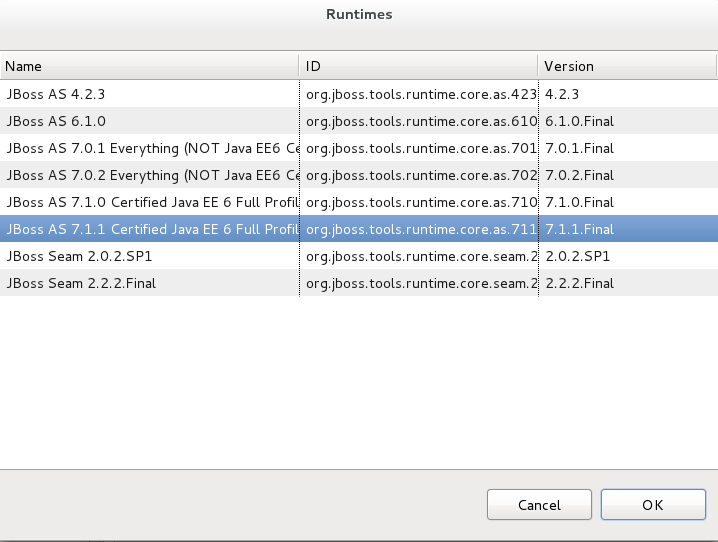 Runtimes
Name ID Version
JBoss AS 4.2.3 org.jboss.tools.runtime.core.as.423 4.2.3
JBoss AS 6.1.0 org.jboss.tools.runtime.core.as.610 6.1.0.Final
JBoss AS 7.0.1 Everything (NOT Java EE6 Ce org.jboss.tools.runtime.core.as.701 7.0.1.Final
JBoss AS 7.0.2 Everything (NOT Java EE6 Ce org.jboss.tools.runtime.core.as.702 7.0.2.Final
JBoss AS 7.1.0 Certified Java EE 6 Full Profil org.jboss.tools.runtime.core.as.710 7.1.0.Final
JBoss AS 7.1.1 Certified Java EE 6 Full Profil org.jboss.tools.runtime.core.as.711 7.1.1.Final
JBoss Seam 2.0.2.SP1 org.jboss.tools.runtime.core.seam.2 2.0.2.SP1
JBoss Seam 2.2.2.Final org.jboss.tools.runtime.core.seam.2 2.2.2.Final
Cancel OK